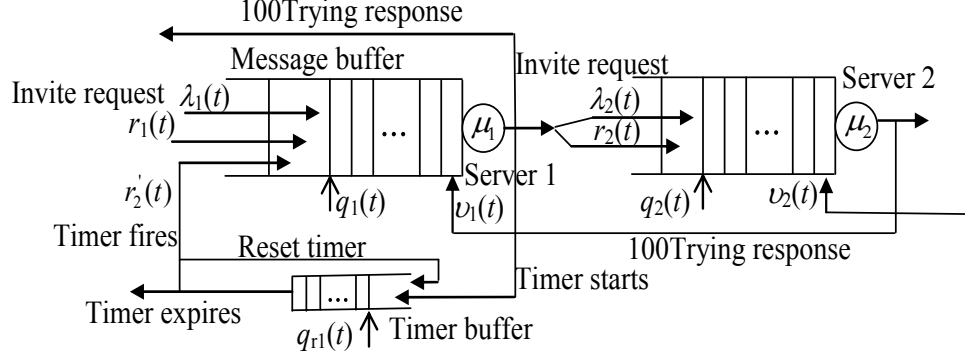 100Trying response
Message buffer
Invite request
Server 2
Invite request
λ1(t)
λ2(t)
r1(t)
r2(t)
...
μ1
...
μ2
Server 1
r2'(t)
q1(t)
υ1(t)
q2(t)
υ2(t)
Timer fires
Reset timer
100Trying response
Timer starts
...
Timer expires
qr1(t)
Timer buffer